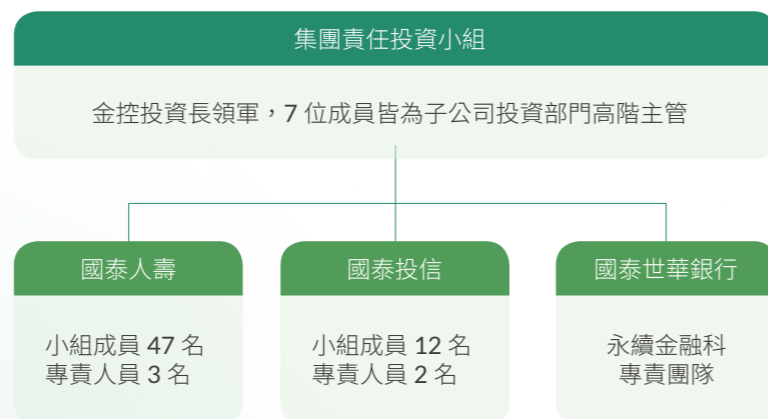 集團責任投資小組
金控投資長領軍，7 位成員皆為子公司投資部門高階主管
國泰人壽
小組成員 47 名
專責人員 3 名
國泰投信
小組成員 12 名
專責人員 2 名
國泰世華銀行
永續金融科
專責團隊